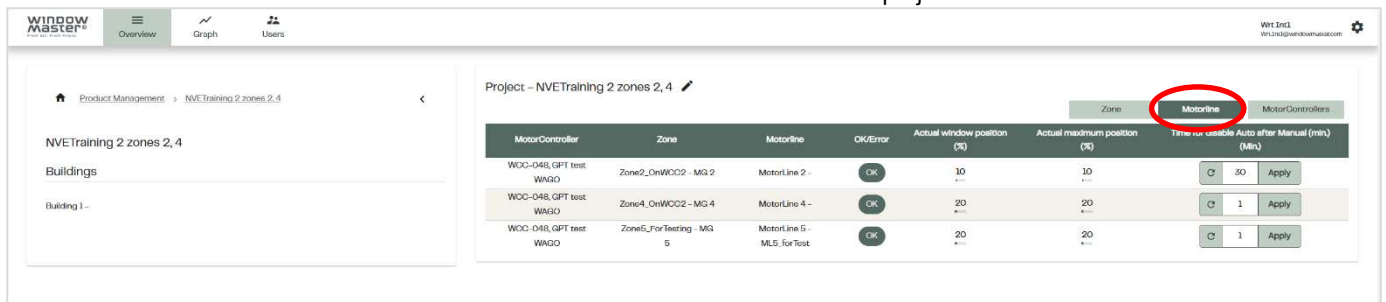 WINDOW
Master®
Overview
Graph
Users
Wrt Int1
Product Management > NVETraining 2 zones 2, 4
NVETraining 2 zones 2, 4
Buildings
Building 1 -
Project - NVETraining 2 zones 2, 4
Zone
Motorline
MotorControllers
MotorController Zone Motorline OK/Error Actual window position (%) Actual maximum position (%) Time for disable Auto after Manual (min.) (Min.)
WCC-048, GPT test WAGO Zone2_OnWCC2 - MG 2 MotorLine 2 - OK 10 10 30 Apply
WCC-048, GPT test WAGO Zone4_OnWCC2 - MG 4 MotorLine 4 - OK 20 20 1 Apply
WCC-048, GPT test WAGO Zone5_ForTesting - MG 5 MotorLine 5 - ML5_forTest OK 20 20 1 Apply